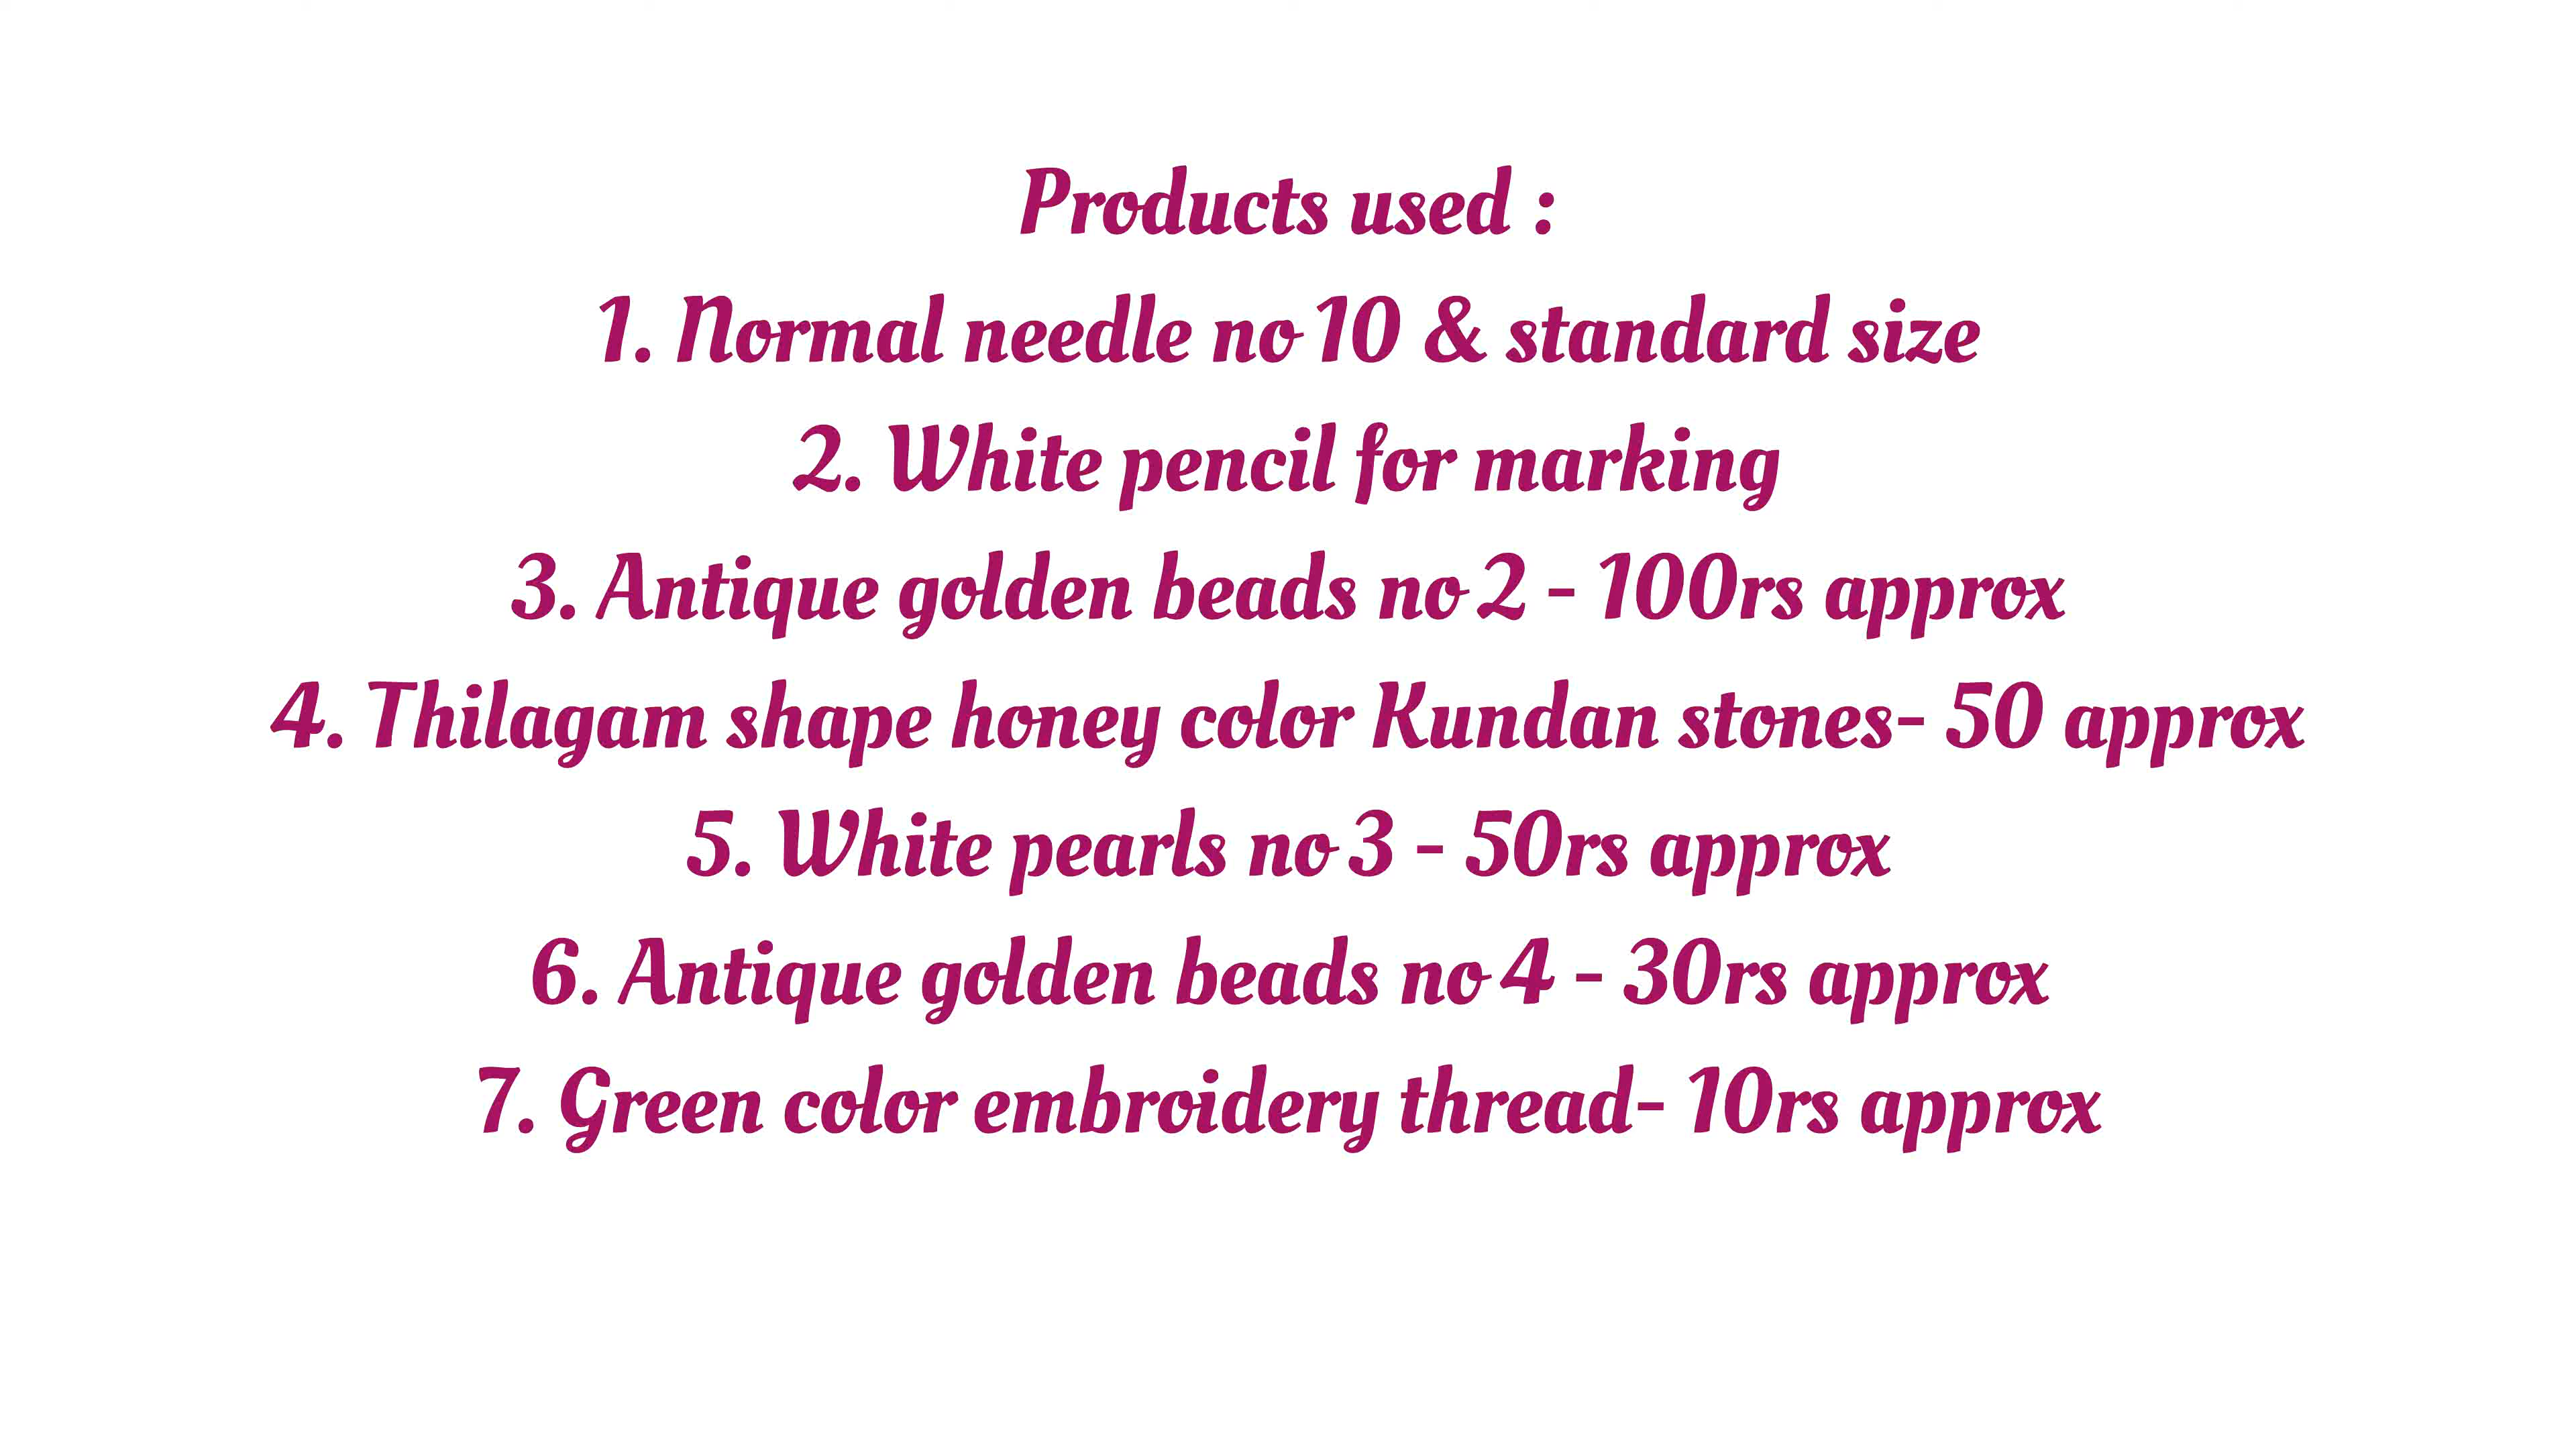 Products used :
1. Normal needle no 10 & standard size
2. White pencil for marking
3. Antique golden beads no 2 - 100rs approx
4. Thilagam shape honey color Kundan stones- 50 approx
5. White pearls no 3 - 50rs approx
6. Antique golden beads no 4 - 30rs approx
7. Green color embroidery thread- 10rs approx